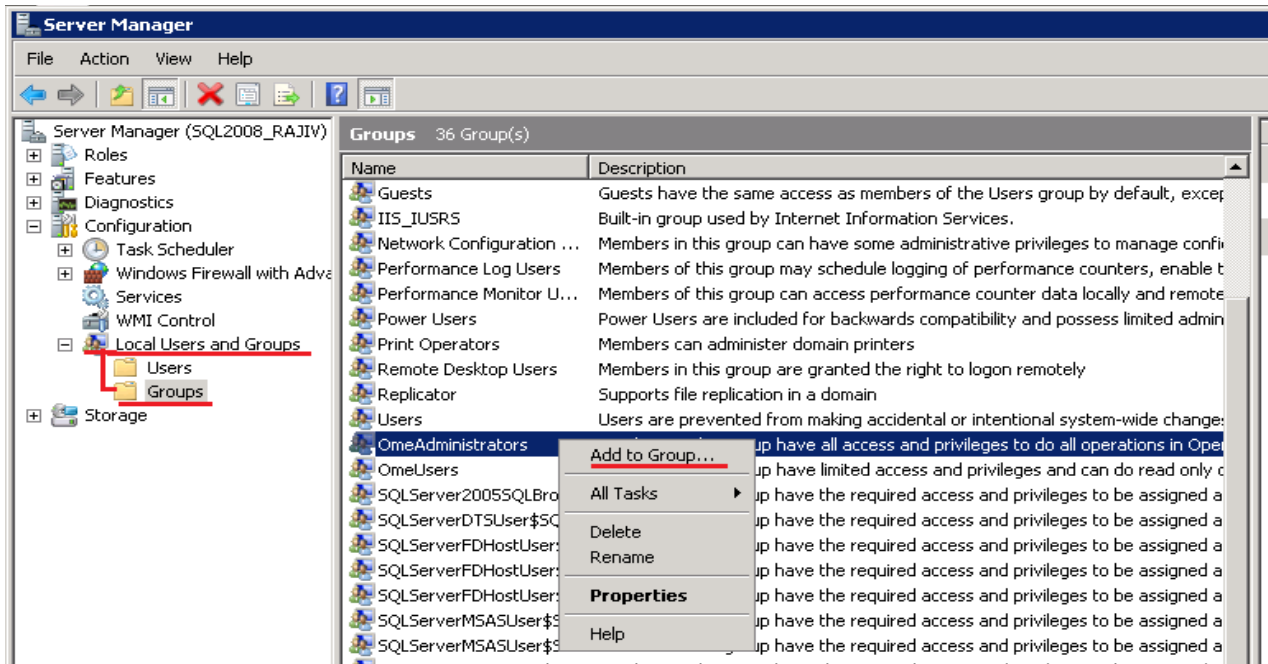 Server Manager
File Action View Help
Server Manager (SQL2008_RAJIV)
Roles
Features
Diagnostics
Configuration
Task Scheduler
Windows Firewall with Adva
Services
WMI Control
Local Users and Groups
Users
Groups
Storage
Groups 36 Group(s)
Name Description
Guests Guests have the same access as members of the Users group by default, excep
IIS_IUSRS Built-in group used by Internet Information Services.
Network Configuration ... Members in this group can have some administrative privileges to manage confi
Performance Log Users Members of this group may schedule logging of performance counters, enable t
Performance Monitor U... Members of this group can access performance counter data locally and remote
Power Users Power Users are included for backwards compatibility and possess limited admin
Print Operators Members can administer domain printers
Remote Desktop Users Members in this group are granted the right to logon remotely
Replicator Supports file replication in a domain
Users Users are prevented from making accidental or intentional system-wide change
OmeAdministrators up have all access and privileges to do all operations in Oper
OmeUsers up have limited access and privileges and can do read only
SQLServer2005SQLBro up have the required access and privileges to be assigned a
SQLServerDTSUser$SQ up have the required access and privileges to be assigned a
SQLServerFDHostUser up have the required access and privileges to be assigned a
SQLServerFDHostUser up have the required access and privileges to be assigned a
SQLServerFDHostUser up have the required access and privileges to be assigned a
SQLServerMSASUser$S up have the required access and privileges to be assigned a
SQLServerMSASUser$S up have the required access and privileges to be assigned a
Add to Group...
All Tasks
Delete
Rename
Properties
Help